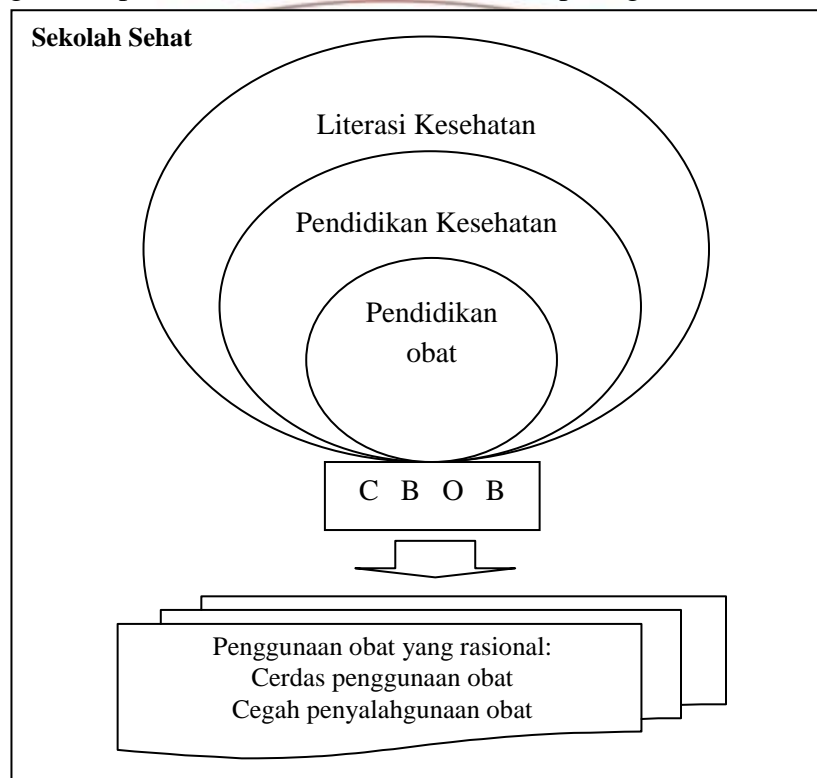 Sekolah Sehat
Literasi Kesehatan
Pendidikan Kesehatan
Pendidikan
obat
C B O B
Penggunaan obat yang rasional:
Cerdas penggunaan obat
Cegah penyalahgunaan obat